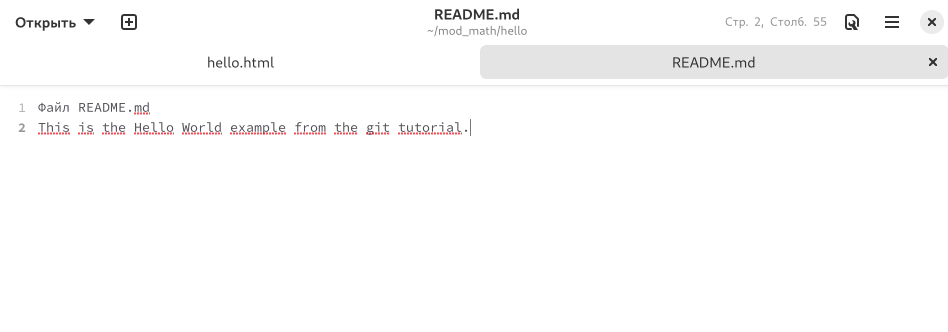 Открыть
README.md
~/mod_math/hello
Стр. 2, Столб. 55
hello.html
README.md
1 Файл README.md
2 This is the Hello World example from the git tutorial.